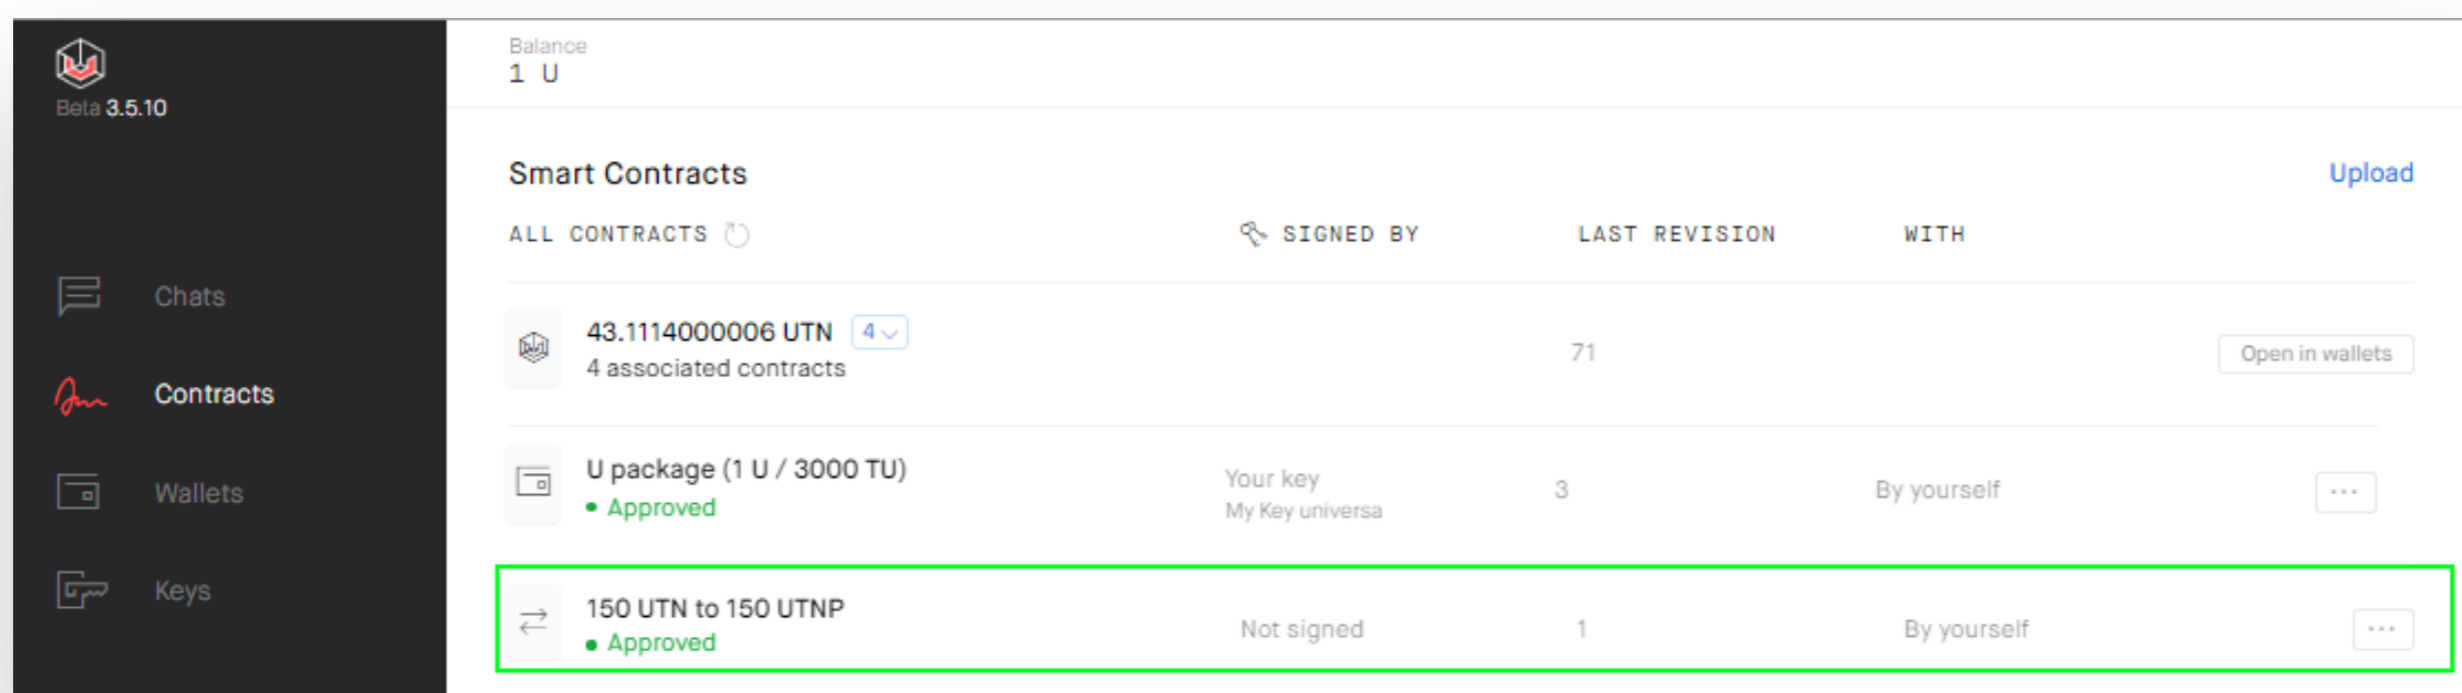 Balance
1 U
Beta 3.5.10
Smart Contracts
Upload
ALL CONTRACTS SIGNED BY LAST REVISION WITH
Chats
Contracts
Wallets
Keys
43.1114000006 UTN 4
4 associated contracts
71
Open in wallets
U package (1 U / 3000 TU)
Approved
Your key
My Key universa
3
By yourself
...
150 UTN to 150 UTNP
Approved
Not signed
1
By yourself
...